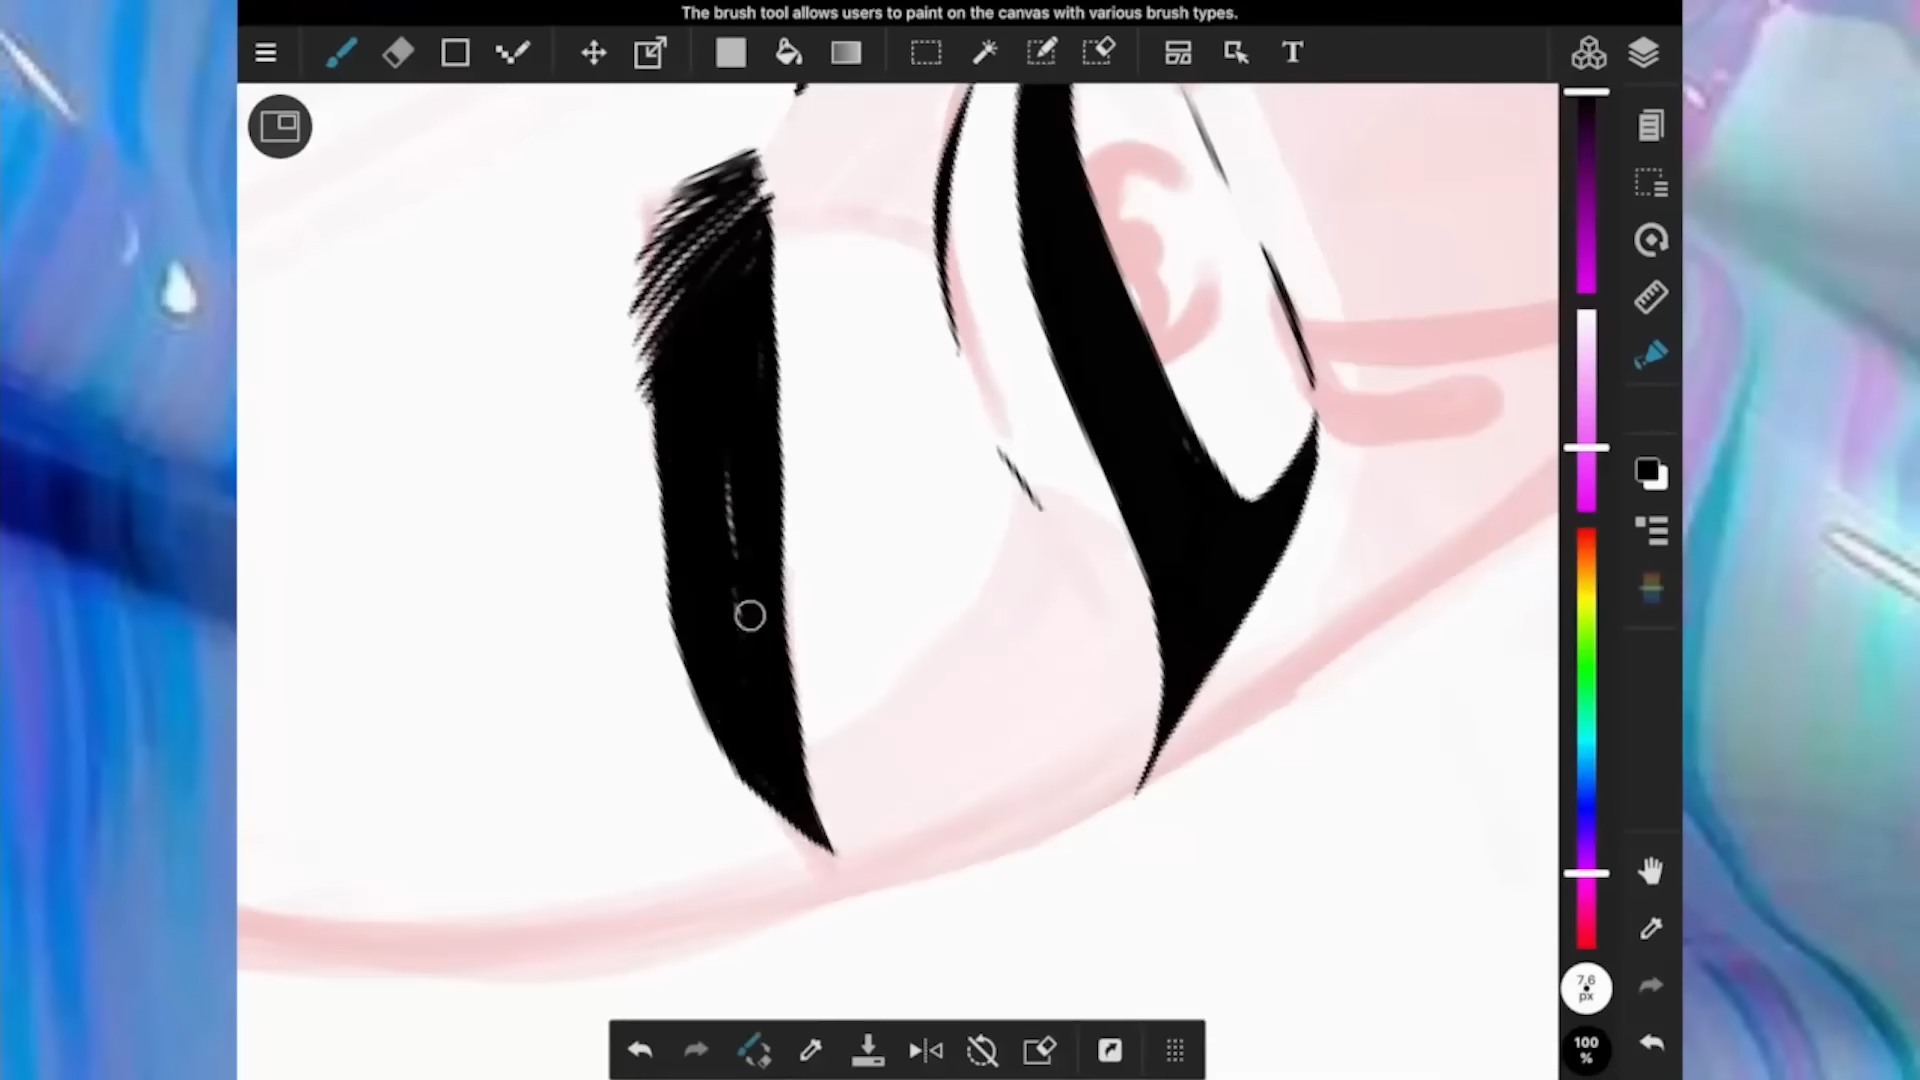 The brush tool allows users to paint on the canvas with various brush types.
T
7.6
px
100
%